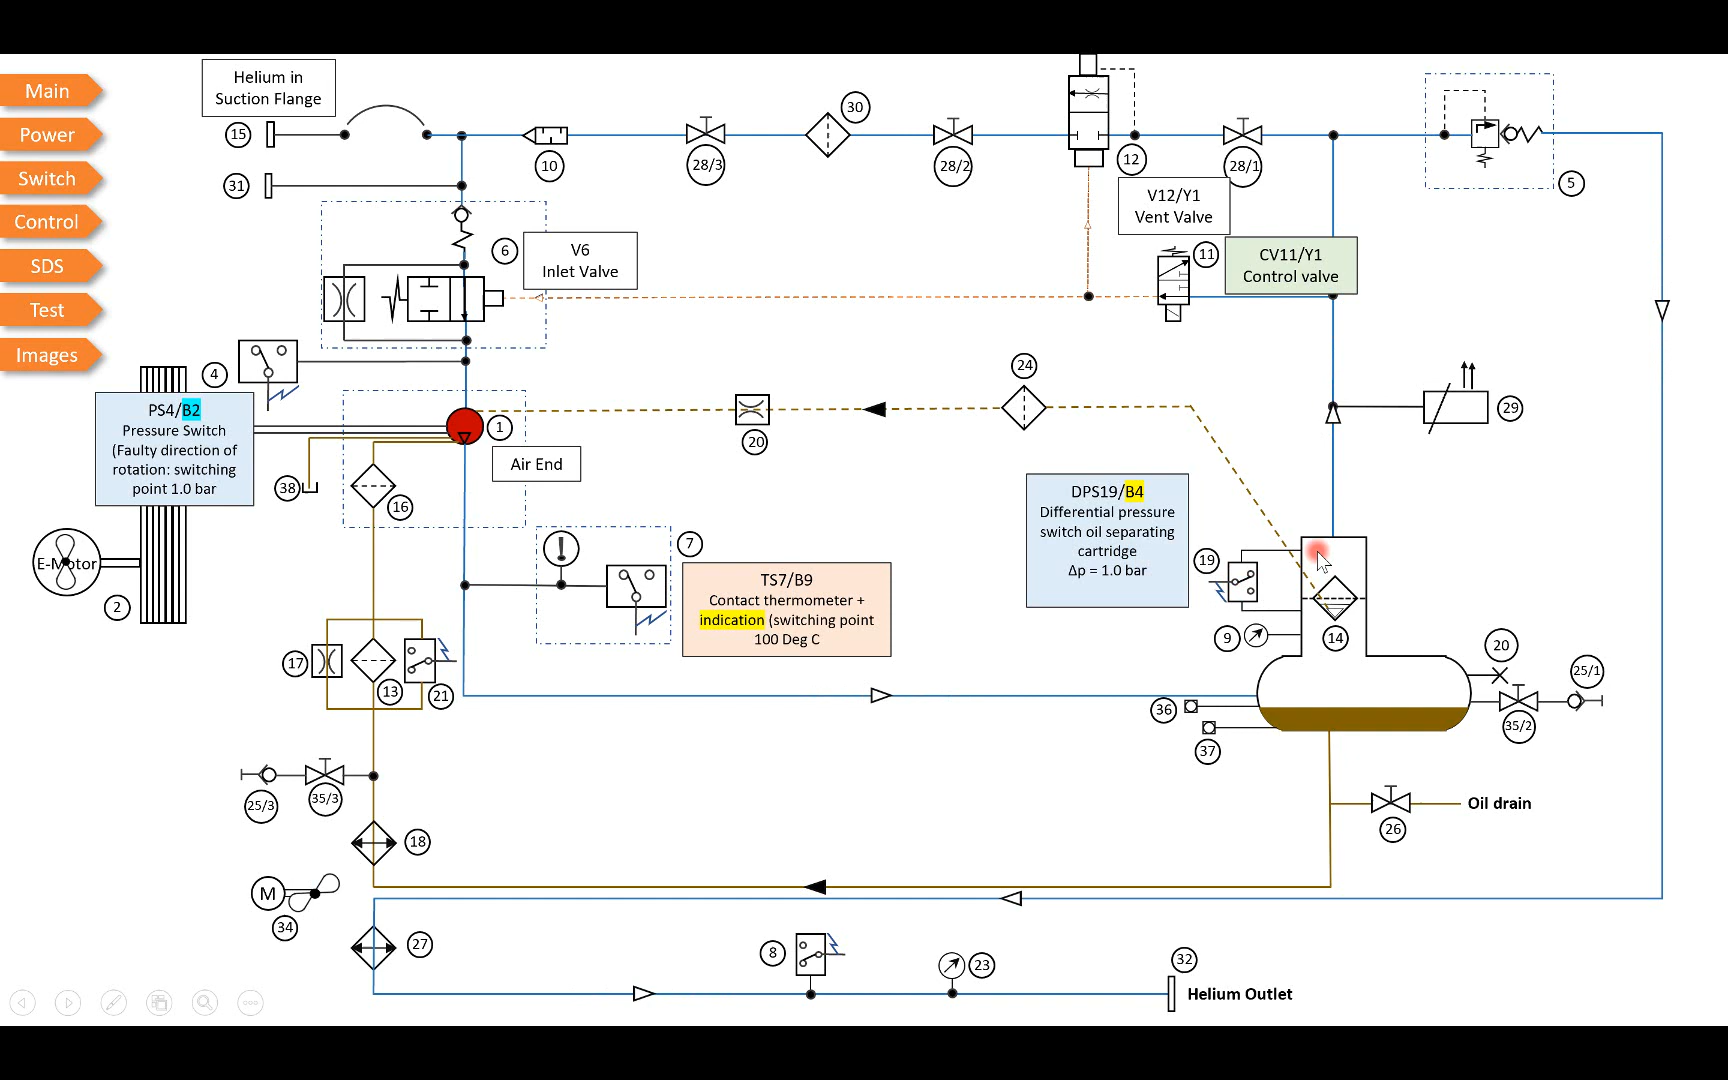 Main
Power
Switch
Control
SDS
Test
Images
Helium in
Suction Flange
15
31
10
28/3
30
28/2
12
28/1
5
V12/Y1
Vent Valve
6
V6
Inlet Valve
11
CV11/Y1
Control valve
4
PS4/B2
Pressure Switch
(Faulty direction of
rotation: switching
point 1.0 bar
1
Air End
24
20
29
38
16
E-Motor
2
7
TS7/B9
Contact thermometer +
indication (switching point
100 Deg C
DPS19/B4
Differential pressure
switch oil separating
cartridge
Δp = 1.0 bar
19
9
14
20
25/1
35/2
36
37
17
13
21
25/3
35/3
18
26
Oil drain
M
34
27
8
23
32
Helium Outlet